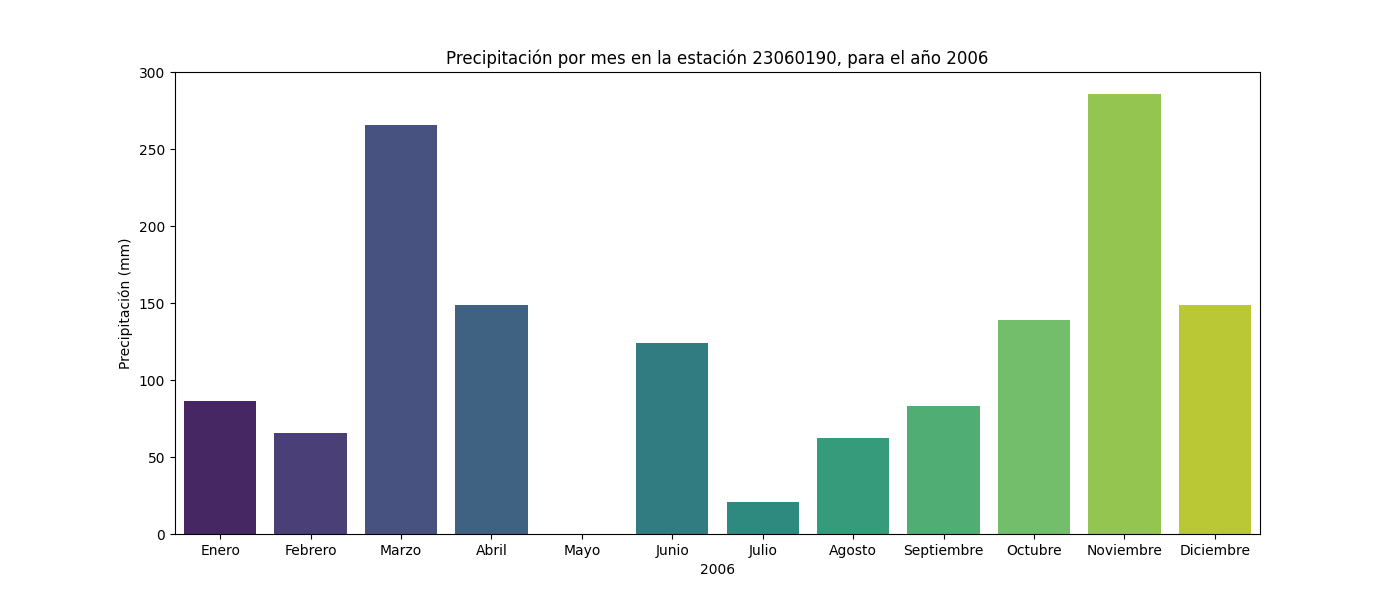 Precipitación por mes en la estación 23060190, para el año 2006
300
250
200
150
100
50
0
Precipitación (mm)
Enero Febrero Marzo Abril Mayo Junio Julio Agosto Septiembre Octubre Noviembre Diciembre
2006